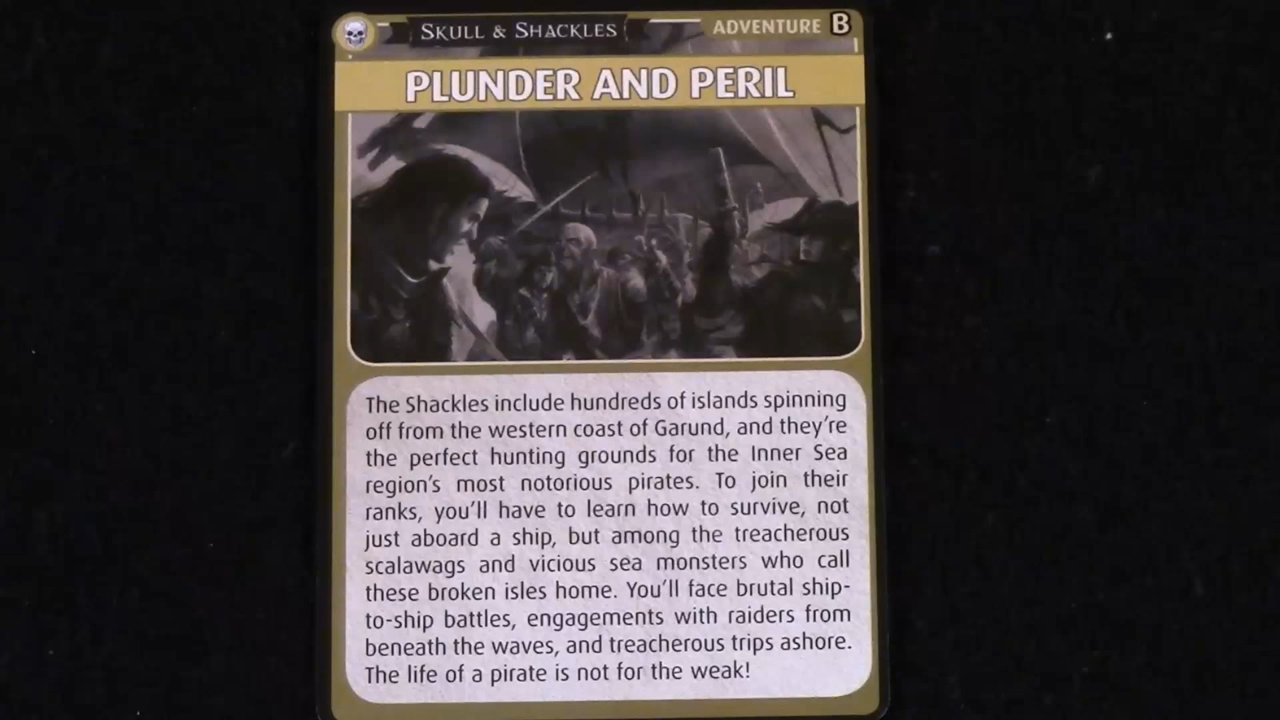 SKULL & SHACKLES
ADVENTURE B
PLUNDER AND PERIL
The Shackles include hundreds of islands spinning
off from the western coast of Garund, and they're
the perfect hunting grounds for the Inner Sea
region's most notorious pirates. To join their
ranks, you'll have to learn how to survive, not
just aboard a ship, but among the treacherous
scalawags and vicious sea monsters who call
these broken isles home. You'll face brutal ship-
to-ship battles, engagements with raiders from
beneath the waves, and treacherous trips ashore.
The life of a pirate is not for the weak!